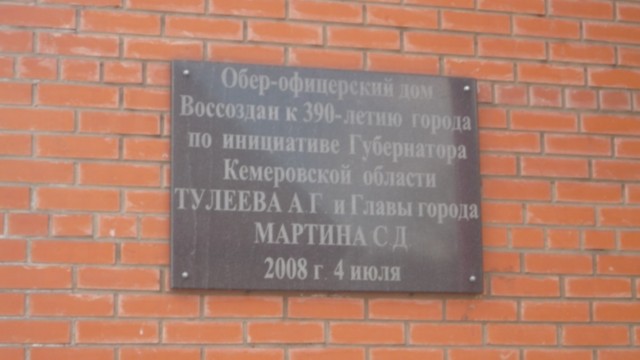 Обер-офицерский дом
Воссоздан к 390-летию города
по инициативе Губернатора
Кемеровской области
ТУЛЕЕВА А.Г и Главы города
МАРТИНА С.Д
2008 г. 4 июля